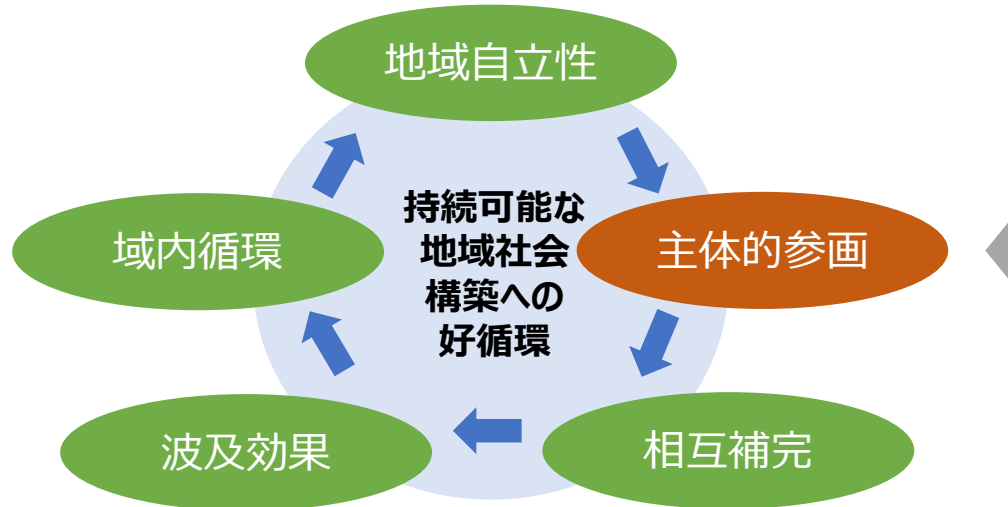 地域自立性
持続可能な
地域社会
構築への
好循環
域内循環
主体的参画
波及効果
相互補完